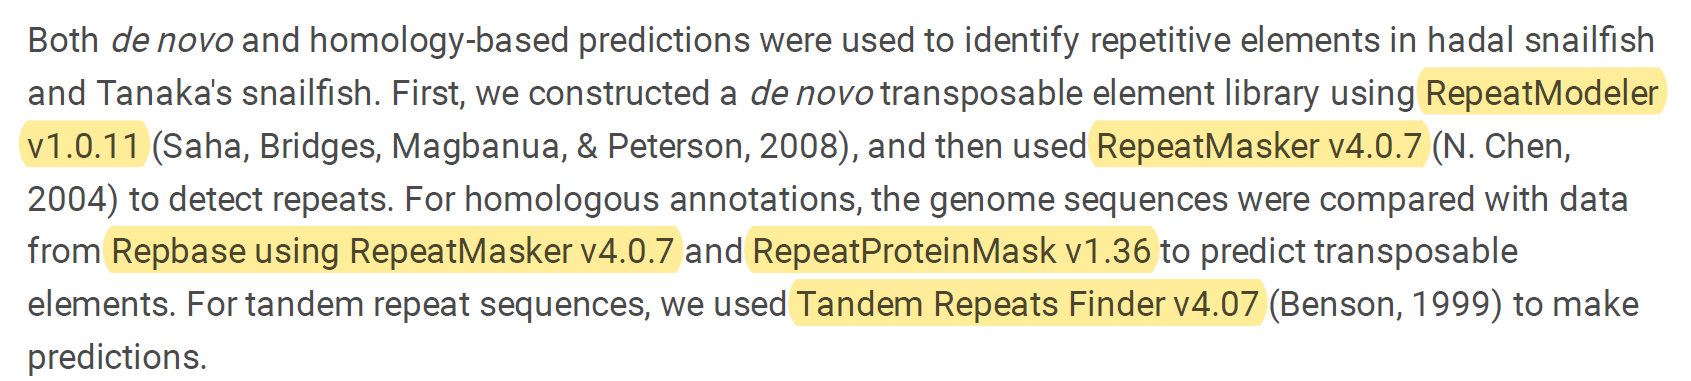 Both de novo and homology-based predictions were used to identify repetitive elements in hadal snailfish
and Tanaka's snailfish. First, we constructed a de novo transposable element library using RepeatModeler
v1.0.11 (Saha, Bridges, Magbanua, & Peterson, 2008), and then used RepeatMasker v4.0.7 (N. Chen,
2004) to detect repeats. For homologous annotations, the genome sequences were compared with data
from Repbase using RepeatMasker v4.0.7 and RepeatProteinMask v1.36 to predict transposable
elements. For tandem repeat sequences, we used Tandem Repeats Finder v4.07 (Benson, 1999) to make
predictions.